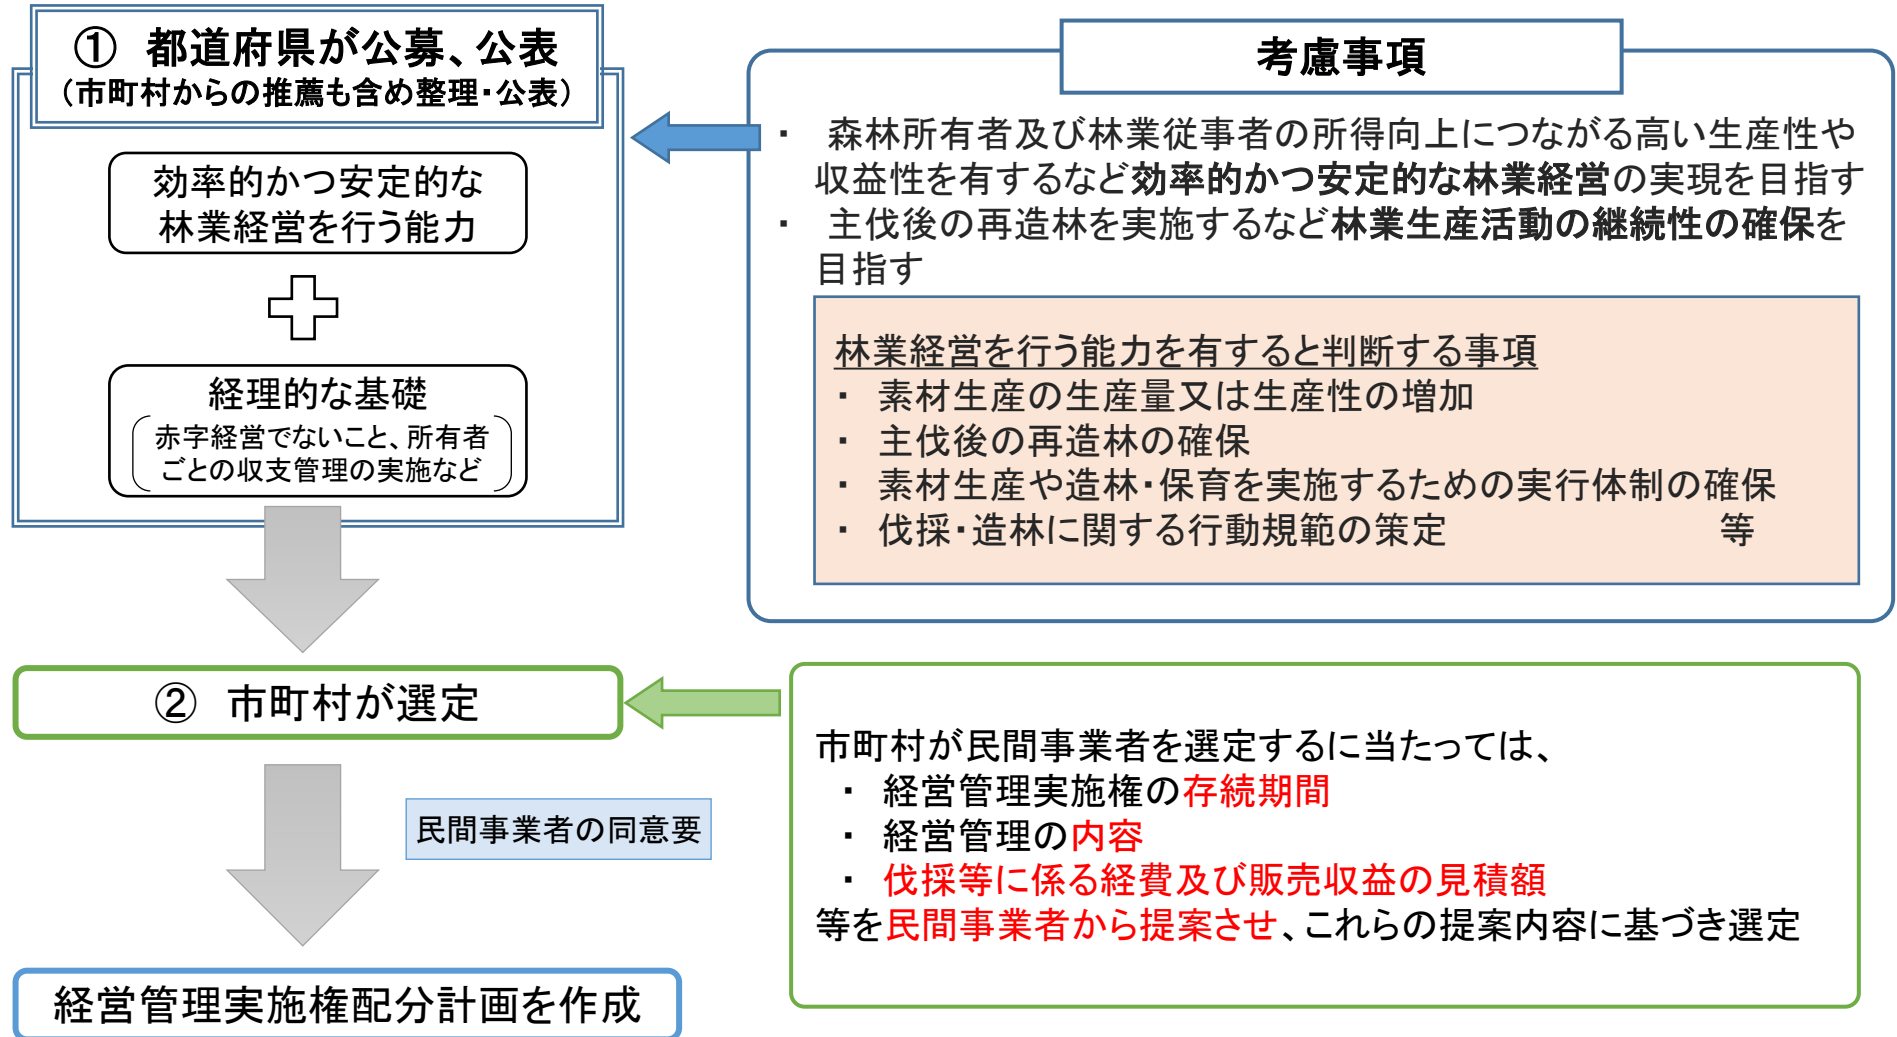 ① 都道府県が公募、公表
（市町村からの推薦も含め整理・公表）
効率的かつ安定的な
林業経営を行う能力
経理的な基礎
赤字経営でないこと、所有者
ごとの収支管理の実施など
考慮事項
・ 森林所有者及び林業従事者の所得向上につながる高い生産性や
収益性を有するなど効率的かつ安定的な林業経営の実現を目指す
・ 主伐後の再造林を実施するなど林業生産活動の継続性の確保を
目指す
林業経営を行う能力を有すると判断する事項
・ 素材生産の生産量又は生産性の増加
・ 主伐後の再造林の確保
・ 素材生産や造林・保育を実施するための実行体制の確保
・ 伐採・造林に関する行動規範の策定 等
② 市町村が選定
市町村が民間事業者を選定するに当たっては、
・ 経営管理実施権の存続期間
・ 経営管理の内容
・ 伐採等に係る経費及び販売収益の見積額
等を民間事業者から提案させ、これらの提案内容に基づき選定
民間事業者の同意要
経営管理実施権配分計画を作成